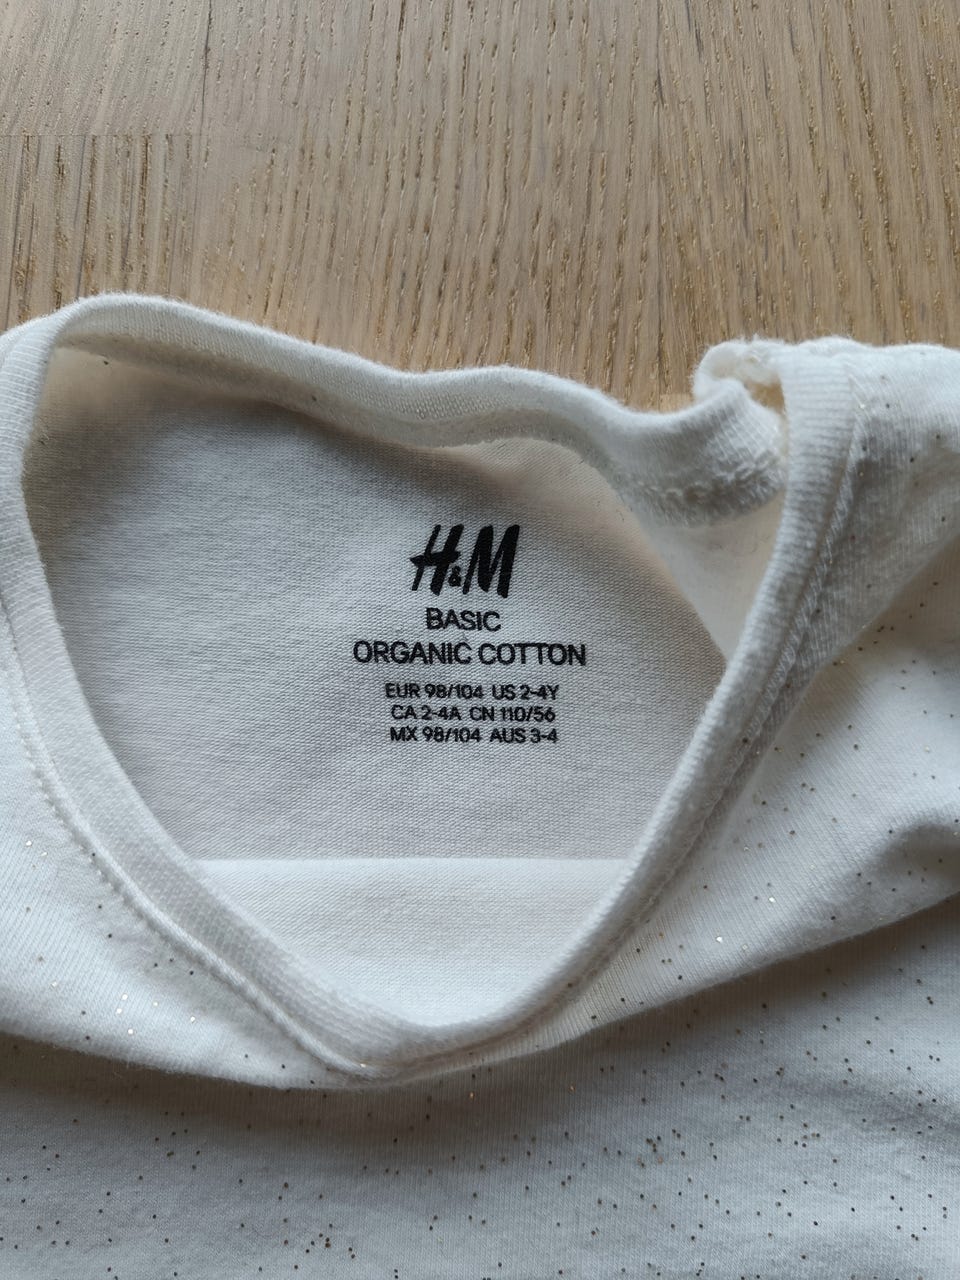 H&M
BASIC
ORGANIC COTTON
EUR 98/104 US 2-4Y
CA 2-4A CN 110/56
MX 98/104 AUS 3-4